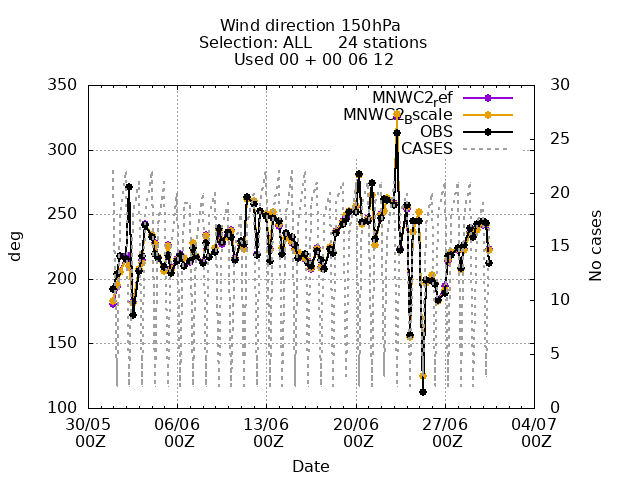 Wind direction 150hPa
Selection: ALL 24 stations
Used 00 + 00 06 12
350
300
250
200
150
100
deg
30
25
20
15
10
5
0
No cases
MNWC2ref
MNWC2Bscale
OBS
CASES
30/05 06/06 13/06 20/06 27/06 04/07
00Z 00Z 00Z 00Z 00Z 00Z
Date